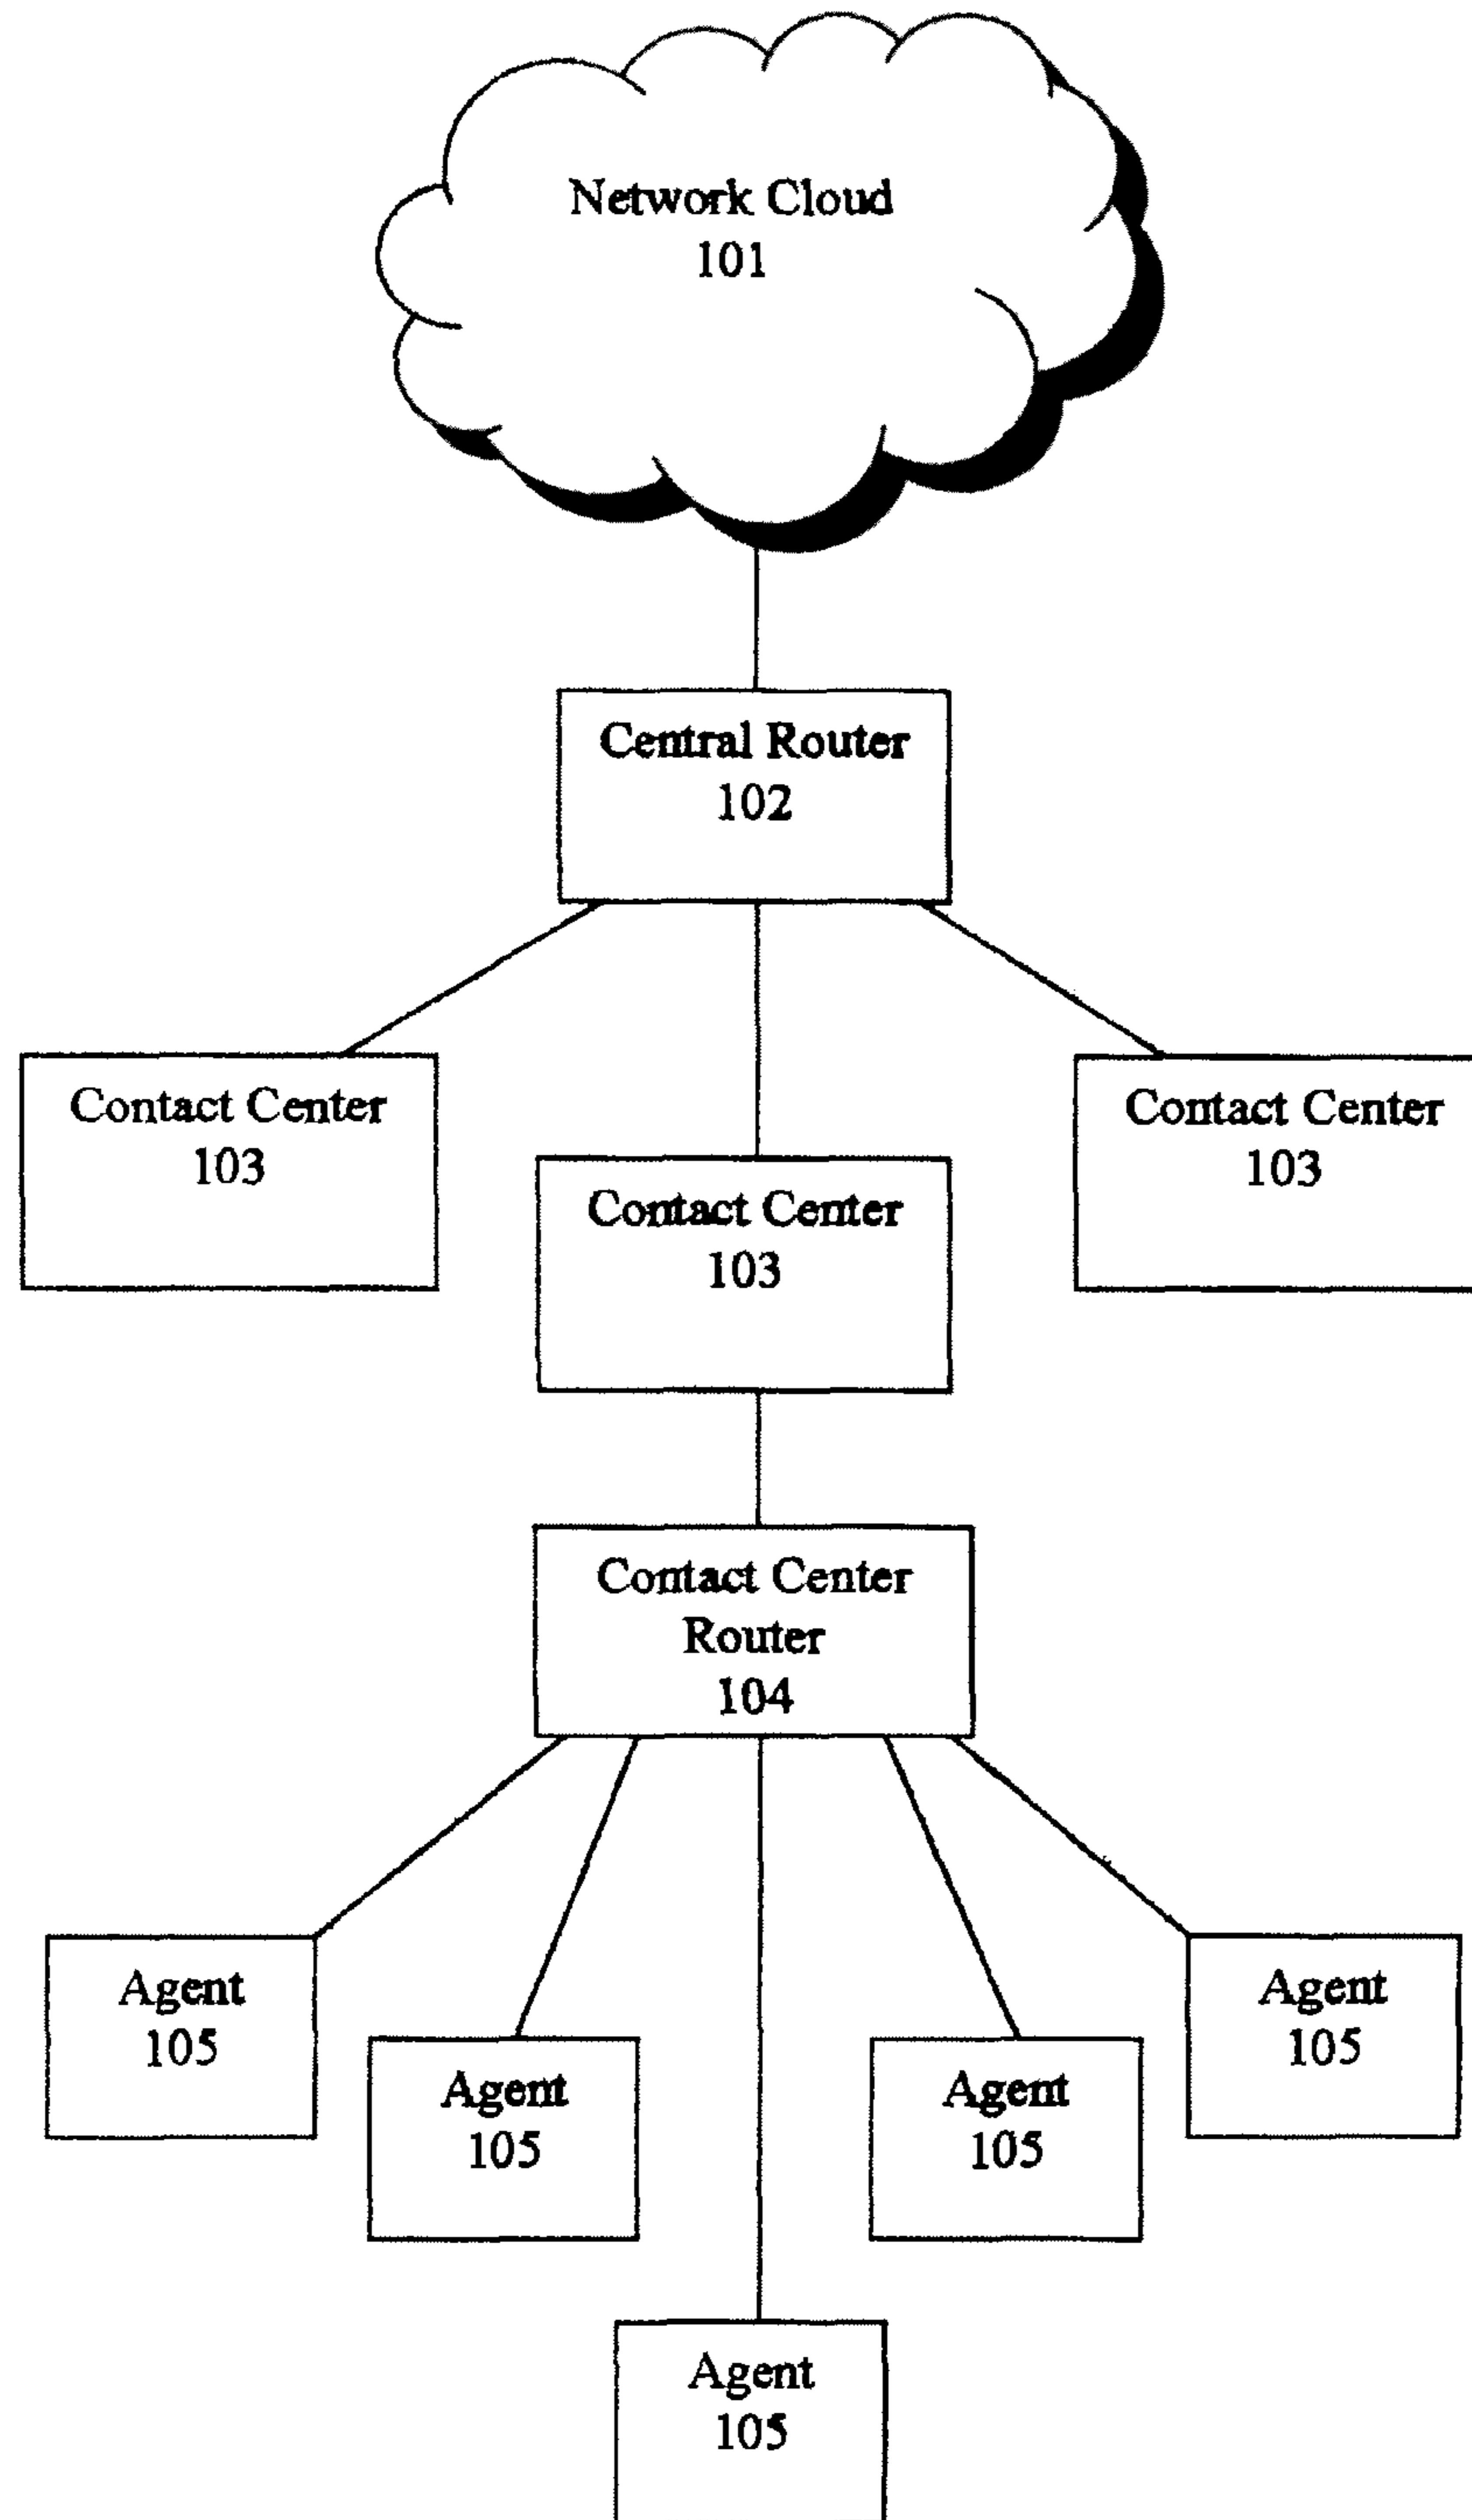 Network Cloud
101
Central Router
102
Contact Center
103
Contact Center
103
Contact Center
103
Contact Center
Router
104
Agent
105
Agent
105
Agent
105
Agent
105
Agent
105